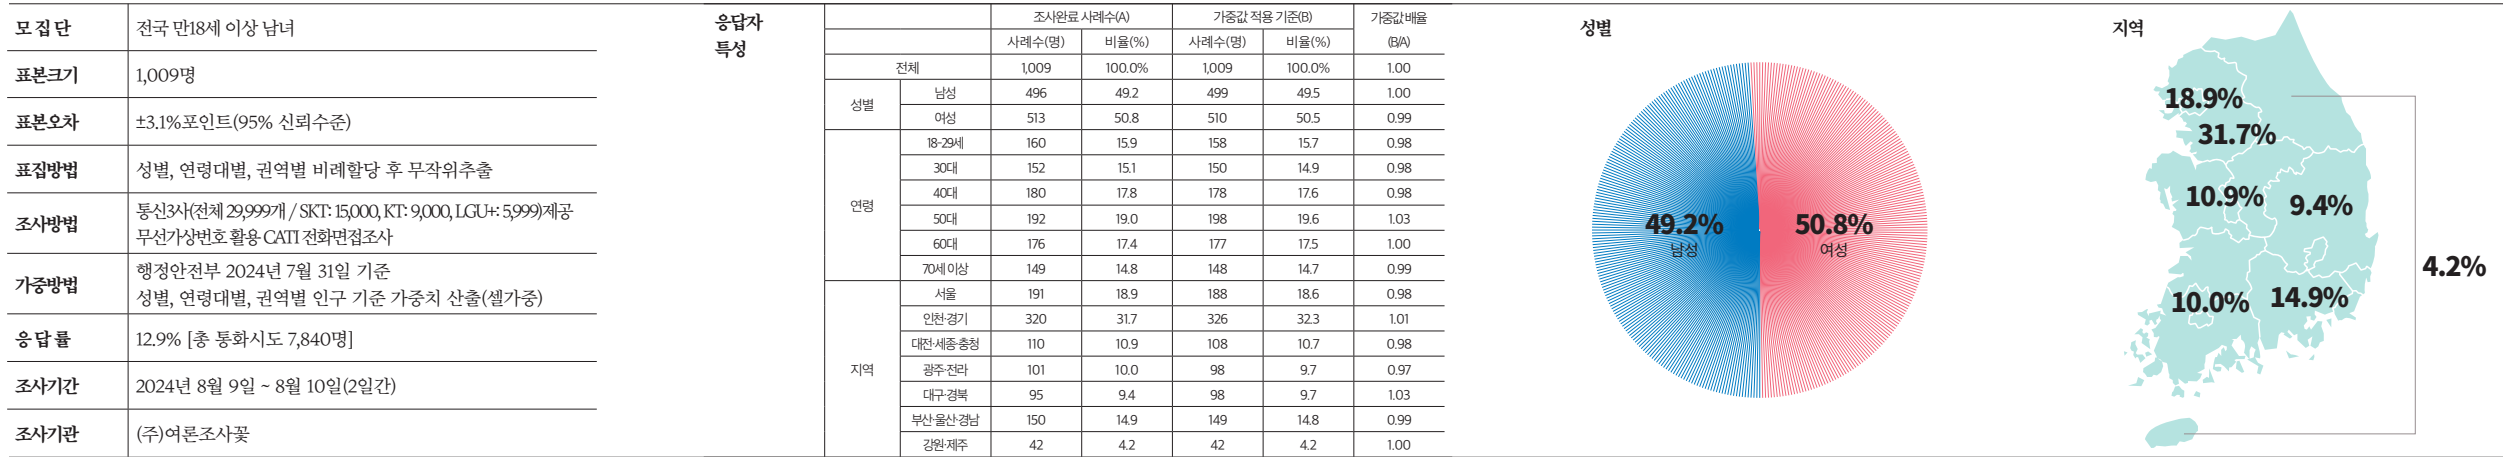 모집단 전국 만18세 이상 남녀
표본크기 1,009명
표본오차 ±3.1%포인트(95% 신뢰수준)
표집방법 성별, 연령대별, 권역별 비례할당 후 무작위추출
조사방법 통신3사(전체 29,999개 / SKT: 15,000, KT: 9,000, LGU+: 5,999)제공
무선가상번호 활용 CATI 전화면접조사
가중방법 행정안전부 2024년 7월 31일 기준
성별, 연령대별, 권역별 인구 기준 가중치 산출(셀가중)
응답률 12.9% [총 통화시도 7,840명]
조사기간 2024년 8월 9일 ~ 8월 10일(2일간)
조사기관 (주)여론조사꽃
응답자
특성
조사완료 사례수(A) 가중값 적용 기준(B) 가중값 배율
사례수(명) 비율(%) 사례수(명) 비율(%) (B/A)
전체 1,009 100.0% 1,009 100.0% 1.00
성별 남성 496 49.2 499 49.5 1.00
여성 513 50.8 510 50.5 0.99
연령 18-29세 160 15.9 158 15.7 0.98
30대 152 15.1 150 14.9 0.98
40대 180 17.8 178 17.6 0.98
50대 192 19.0 198 19.6 1.03
60대 176 17.4 177 17.5 1.00
70세 이상 149 14.8 148 14.7 0.99
지역 서울 191 18.9 188 18.6 0.98
인천·경기 320 31.7 326 32.3 1.01
대전·세종·충청 110 10.9 108 10.7 0.98
광주·전라 101 10.0 98 9.7 0.97
대구·경북 95 9.4 98 9.7 1.03
부산·울산·경남 150 14.9 149 14.8 0.99
강원·제주 42 4.2 42 4.2 1.00
성별
49.2%
남성
50.8%
여성
지역
18.9%
31.7%
10.9%
9.4%
4.2%
10.0%
14.9%